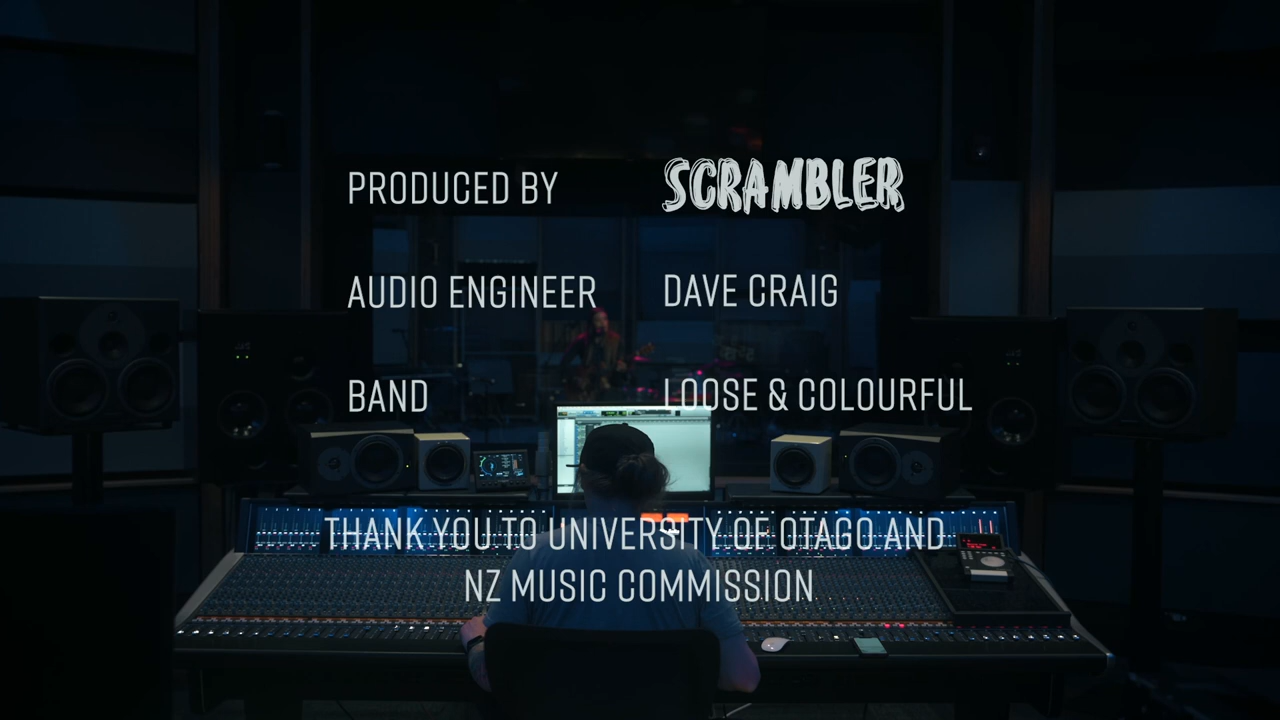 PRODUCED BY SCRAMBLER
AUDIO ENGINEER DAVE CRAIG
BAND LOOSE & COLOURFUL
THANK YOU TO UNIVERSITY OF OTAGO AND
NZ MUSIC COMMISSION